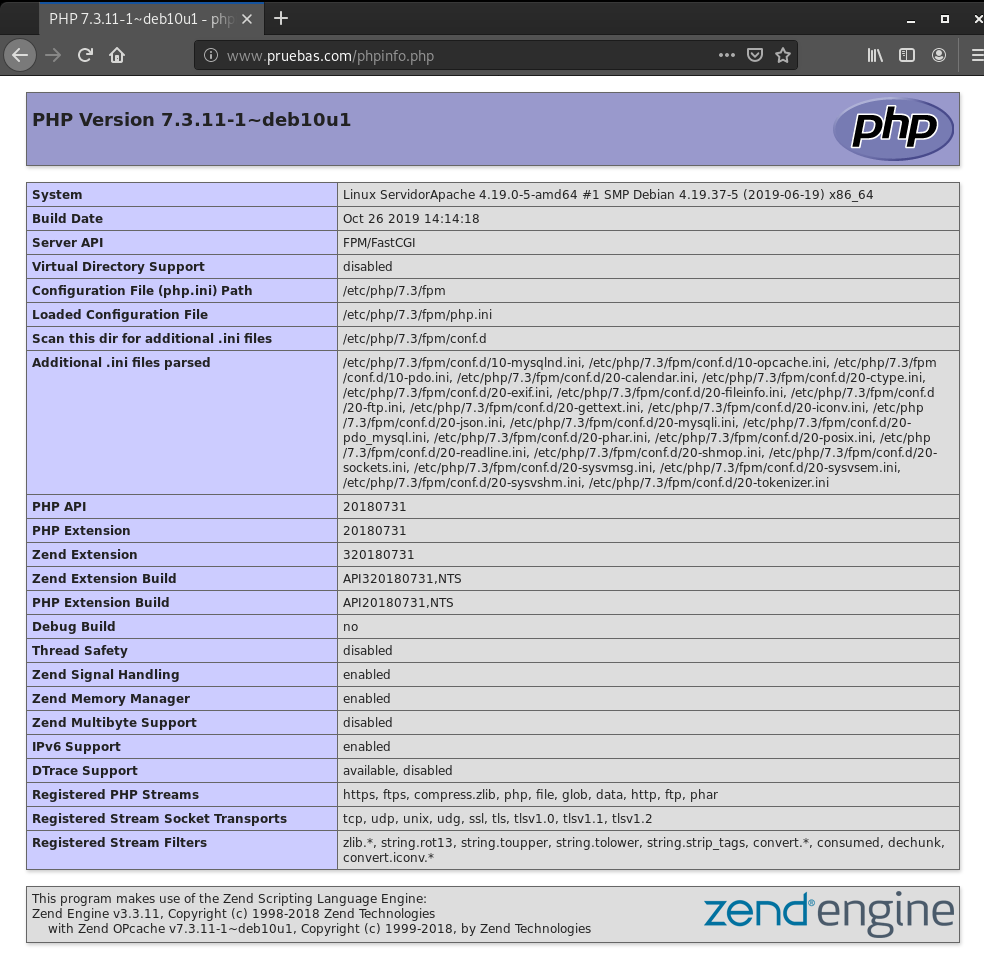 PHP 7.3.11-1~deb10u1 - php
www.pruebas.com/phpinfo.php
PHP Version 7.3.11-1~deb10u1
php
System Linux ServidorApache 4.19.0-5-amd64 #1 SMP Debian 4.19.37-5 (2019-06-19) x86_64
Build Date Oct 26 2019 14:14:18
Server API FPM/FastCGI
Virtual Directory Support disabled
Configuration File (php.ini) Path /etc/php/7.3/fpm
Loaded Configuration File /etc/php/7.3/fpm/php.ini
Scan this dir for additional .ini files /etc/php/7.3/fpm/conf.d
Additional .ini files parsed /etc/php/7.3/fpm/conf.d/10-mysqlnd.ini, /etc/php/7.3/fpm/conf.d/10-opcache.ini, /etc/php/7.3/fpm
/conf.d/10-pdo.ini, /etc/php/7.3/fpm/conf.d/20-calendar.ini, /etc/php/7.3/fpm/conf.d/20-ctype.ini,
/etc/php/7.3/fpm/conf.d/20-exif.ini, /etc/php/7.3/fpm/conf.d/20-fileinfo.ini, /etc/php/7.3/fpm/conf.d
/20-ftp.ini, /etc/php/7.3/fpm/conf.d/20-gettext.ini, /etc/php/7.3/fpm/conf.d/20-iconv.ini, /etc/php
/7.3/fpm/conf.d/20-json.ini, /etc/php/7.3/fpm/conf.d/20-mysqli.ini, /etc/php/7.3/fpm/conf.d/20-
pdo_mysql.ini, /etc/php/7.3/fpm/conf.d/20-phar.ini, /etc/php/7.3/fpm/conf.d/20-posix.ini, /etc/php
/7.3/fpm/conf.d/20-readline.ini, /etc/php/7.3/fpm/conf.d/20-shmop.ini, /etc/php/7.3/fpm/conf.d/20-
sockets.ini, /etc/php/7.3/fpm/conf.d/20-sysvmsg.ini, /etc/php/7.3/fpm/conf.d/20-sysvsem.ini,
/etc/php/7.3/fpm/conf.d/20-sysvshm.ini, /etc/php/7.3/fpm/conf.d/20-tokenizer.ini
PHP API 20180731
PHP Extension 20180731
Zend Extension 320180731
Zend Extension Build API320180731,NTS
PHP Extension Build API20180731,NTS
Debug Build no
Thread Safety disabled
Zend Signal Handling enabled
Zend Memory Manager enabled
Zend Multibyte Support disabled
IPv6 Support enabled
DTrace Support available, disabled
Registered PHP Streams https, ftps, compress.zlib, php, file, glob, data, http, ftp, phar
Registered Stream Socket Transports tcp, udp, unix, udg, ssl, tls, tlsv1.0, tlsv1.1, tlsv1.2
Registered Stream Filters zlib.*, string.rot13, string.toupper, string.tolower, string.strip_tags, convert.*, consumed, dechunk,
convert.iconv.*
This program makes use of the Zend Scripting Language Engine:
Zend Engine v3.3.11, Copyright (c) 1998-2018 Zend Technologies
with Zend OPcache v7.3.11-1~deb10u1, Copyright (c) 1999-2018, by Zend Technologies
zend® engine